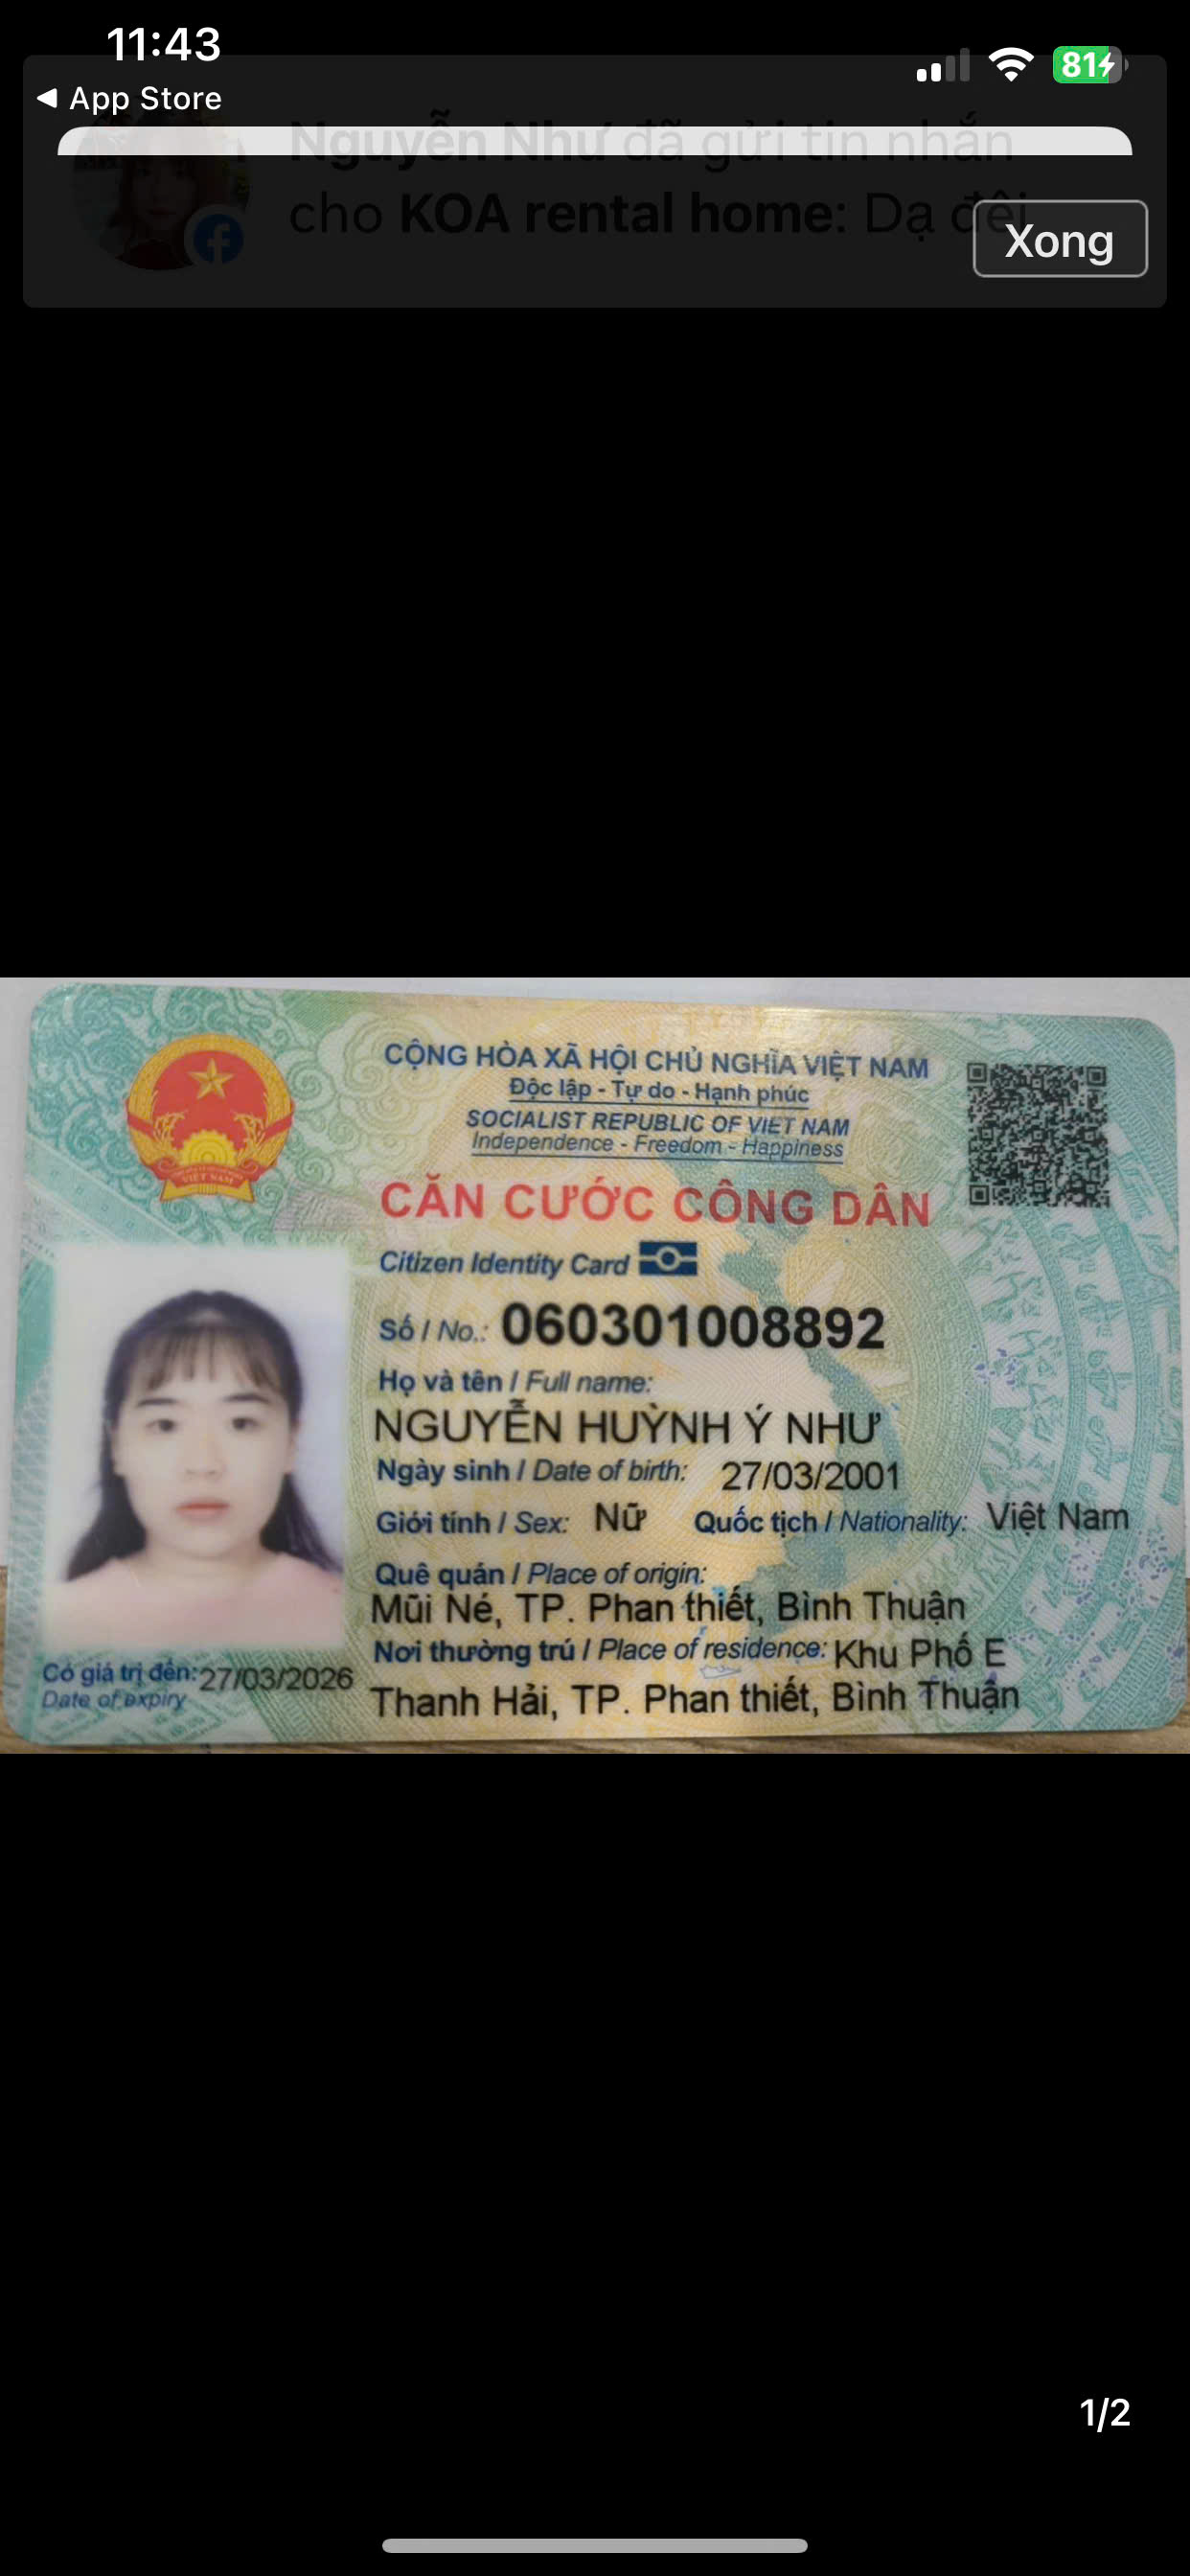 11:43
81
App Store
Nguyễn Như đã gửi tin nhắn
cho KOA rental home: Dạ
Xong
CỘNG HÒA XÃ HỘI CHỦ NGHĨA VIỆT NAM
Độc lập - Tự do - Hạnh phúc
SOCIALIST REPUBLIC OF VIET NAM
Independence - Freedom - Happiness
VIỆT NAM
CĂN CƯỚC CÔNG DÂN
Citizen Identity Card
Số / No.: 060301008892
Họ và tên / Full name:
NGUYỄN HUỲNH Ý NHƯ
Ngày sinh / Date of birth: 27/03/2001
Giới tính / Sex: Nữ Quốc tịch / Nationality: Việt Nam
Quê quán / Place of origin:
Mũi Né, TP. Phan thiết, Bình Thuận
Nơi thường trú / Place of residence: Khu Phố E
Thanh Hải, TP. Phan thiết, Bình Thuận
Có giá trị đến: 27/03/2026
Date of expiry
1/2